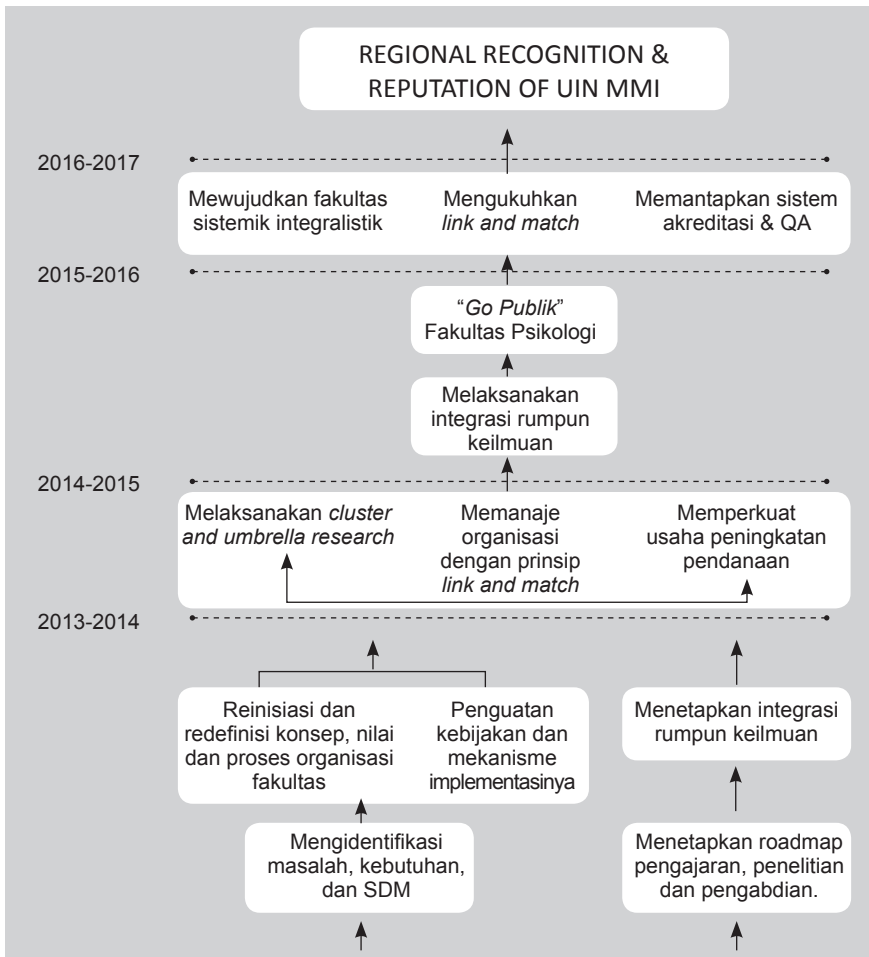 REGIONAL RECOGNITION &
REPUTATION OF UIN MMI
2016-2017
Mewujudkan fakultas
sistemik integralistik
Mengukuhkan
link and match
Memantapkan sistem
akreditasi & QA
2015-2016
“Go Publik”
Fakultas Psikologi
Melaksanakan
integrasi rumpun
keilmuan
2014-2015
Melaksanakan cluster
and umbrella research
Memanaje
organisasi
dengan prinsip
link and match
Memperkuat
usaha peningkatan
pendanaan
2013-2014
Reinisiasi dan
redefinisi konsep, nilai
dan proses organisasi
fakultas
Penguatan
kebijakan dan
mekanisme
implementasinya
Menetapkan integrasi
rumpun keilmuan
Mengidentifikasi
masalah, kebutuhan,
dan SDM
Menetapkan roadmap
pengajaran, penelitian
dan pengabdian.